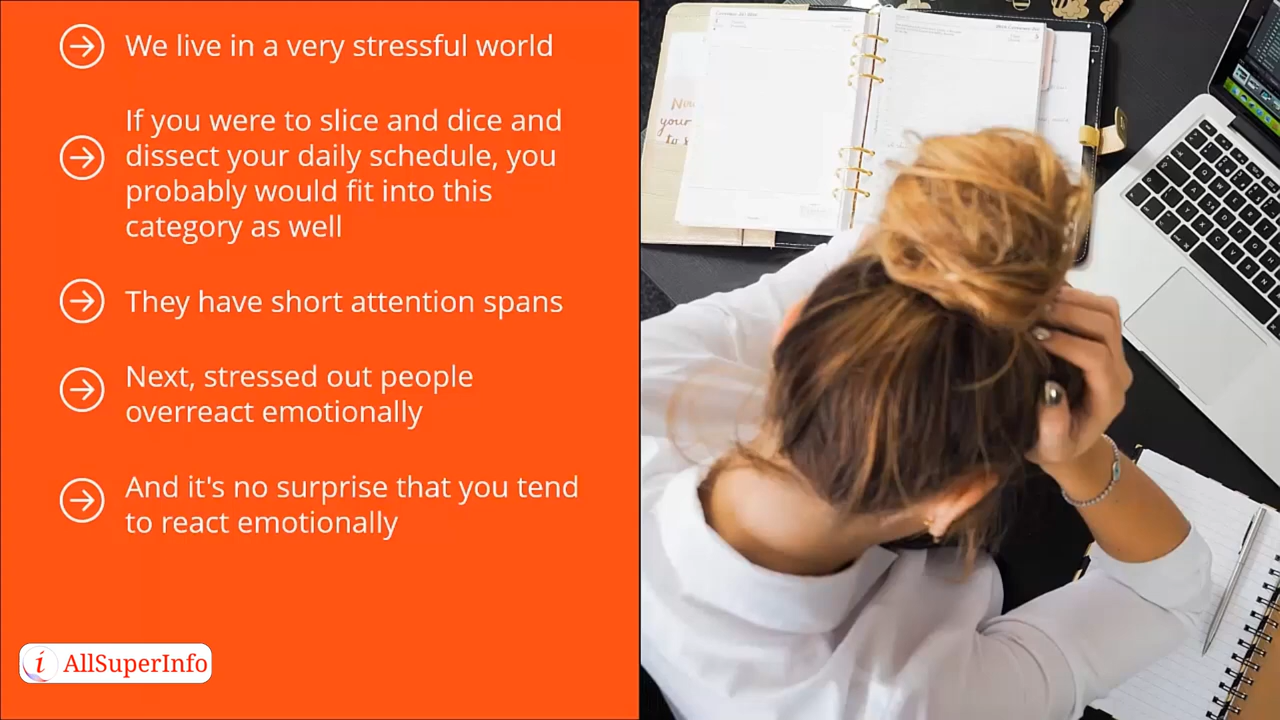 We live in a very stressful world
If you were to slice and dice and
dissect your daily schedule, you
probably would fit into this
category as well
They have short attention spans
Next, stressed out people
overreact emotionally
And it's no surprise that you tend
to react emotionally
i AllSuperInfo
your